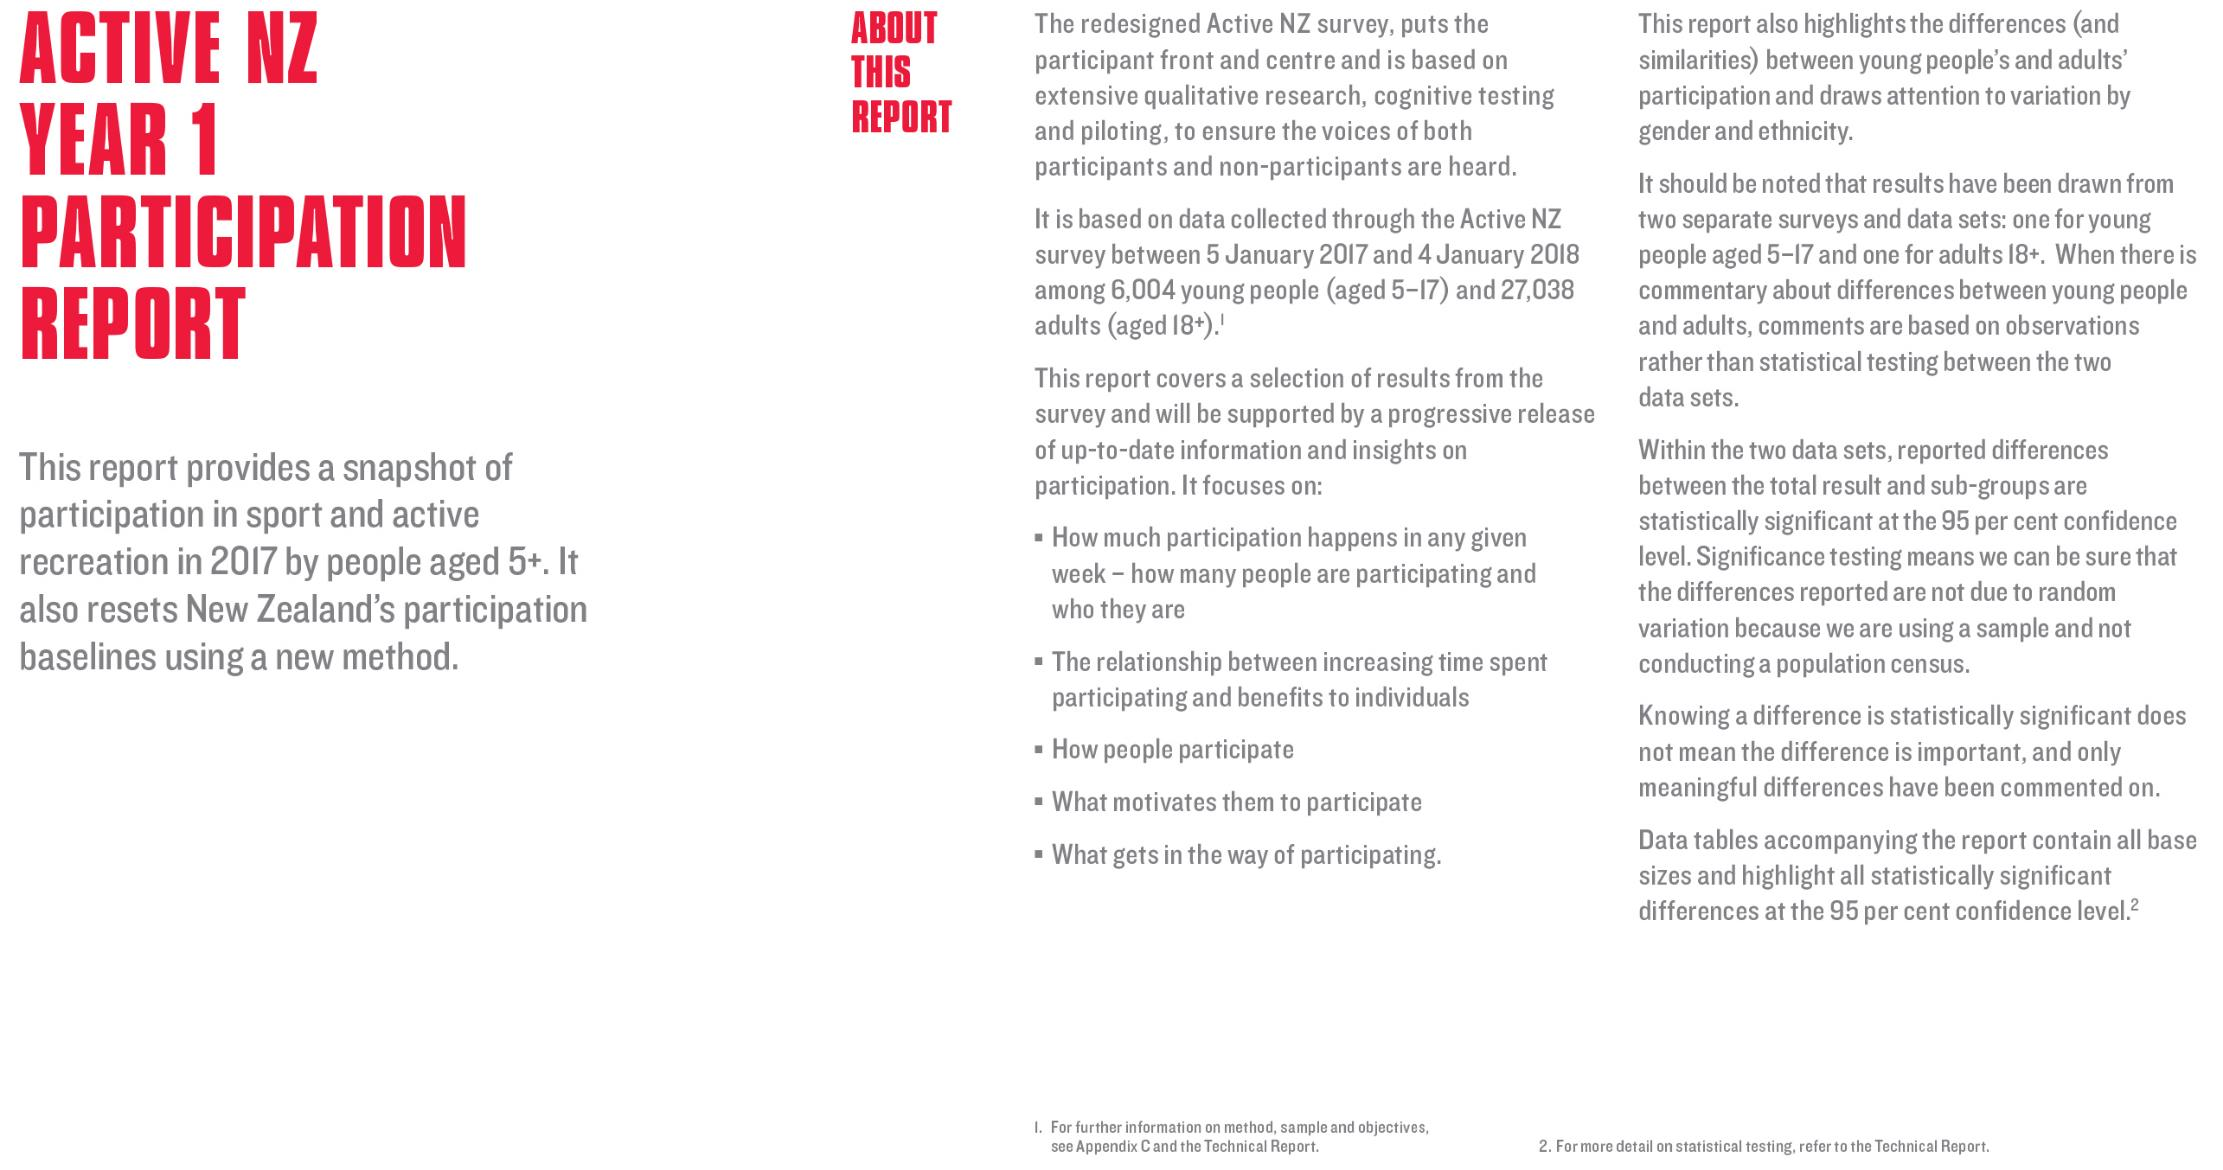 ACTIVE NZ
YEAR 1
PARTICIPATION
REPORT
This report provides a snapshot of
participation in sport and active
recreation in 2017 by people aged 5+. It
also resets New Zealand’s participation
baselines using a new method.
ABOUT
THIS
REPORT
The redesigned Active NZ survey, puts the
participant front and centre and is based on
extensive qualitative research, cognitive testing
and piloting, to ensure the voices of both
participants and non-participants are heard.
It is based on data collected through the Active NZ
survey between 5 January 2017 and 4 January 2018
among 6,004 young people (aged 5–17) and 27,038
adults (aged 18+).1
This report covers a selection of results from the
survey and will be supported by a progressive release
of up-to-date information and insights on
participation. It focuses on:
▪ How much participation happens in any given
week – how many people are participating and
who they are
▪ The relationship between increasing time spent
participating and benefits to individuals
▪ How people participate
▪ What motivates them to participate
▪ What gets in the way of participating.
1. For further information on method, sample and objectives,
see Appendix C and the Technical Report.
This report also highlights the differences (and
similarities) between young people’s and adults’
participation and draws attention to variation by
gender and ethnicity.
It should be noted that results have been drawn from
two separate surveys and data sets: one for young
people aged 5–17 and one for adults 18+. When there is
commentary about differences between young people
and adults, comments are based on observations
rather than statistical testing between the two
data sets.
Within the two data sets, reported differences
between the total result and sub-groups are
statistically significant at the 95 per cent confidence
level. Significance testing means we can be sure that
the differences reported are not due to random
variation because we are using a sample and not
conducting a population census.
Knowing a difference is statistically significant does
not mean the difference is important, and only
meaningful differences have been commented on.
Data tables accompanying the report contain all base
sizes and highlight all statistically significant
differences at the 95 per cent confidence level.2
2. For more detail on statistical testing, refer to the Technical Report.